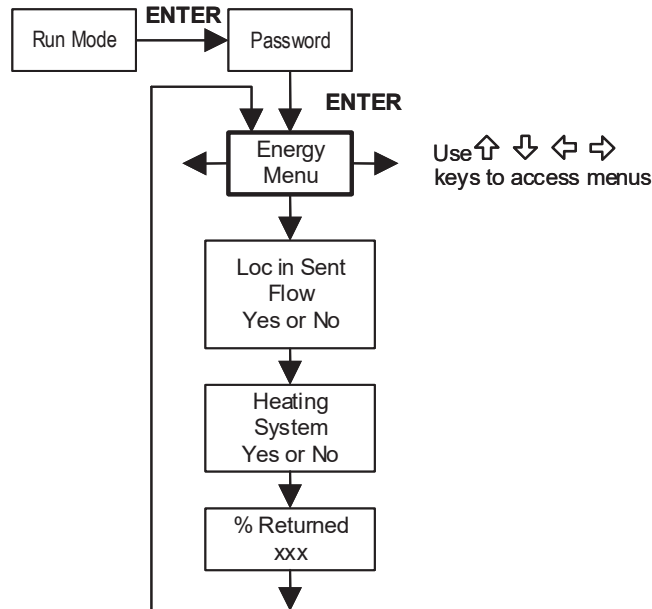 ENTER
Run Mode
Password
ENTER
Energy
Menu
Use ⇧ ⇩ ⇦ ⇨
keys to access menus
Loc in Sent
Flow
Yes or No
Heating
System
Yes or No
% Returned
xxx